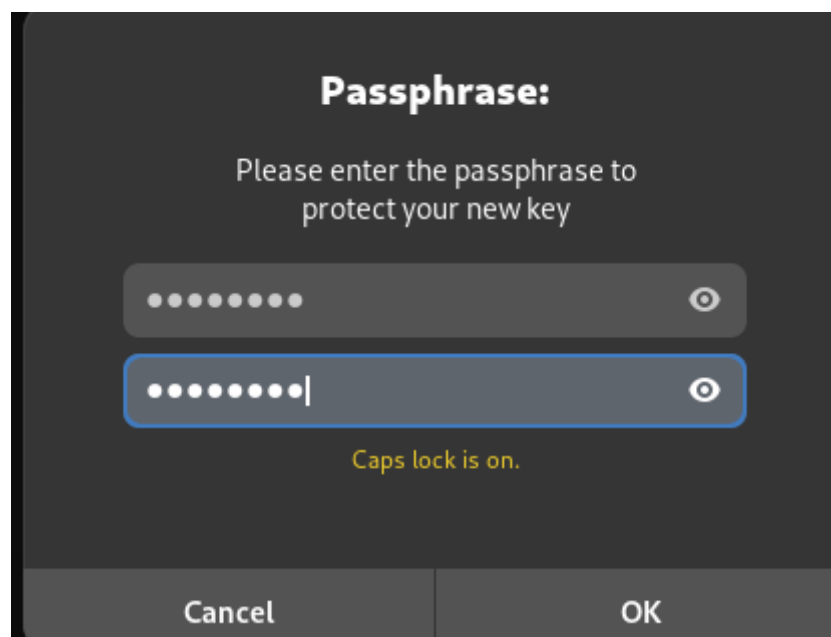 Passphrase:
Please enter the passphrase to
protect your new key
●●●●●●●●
●●●●●●●●
Caps lock is on.
Cancel
OK